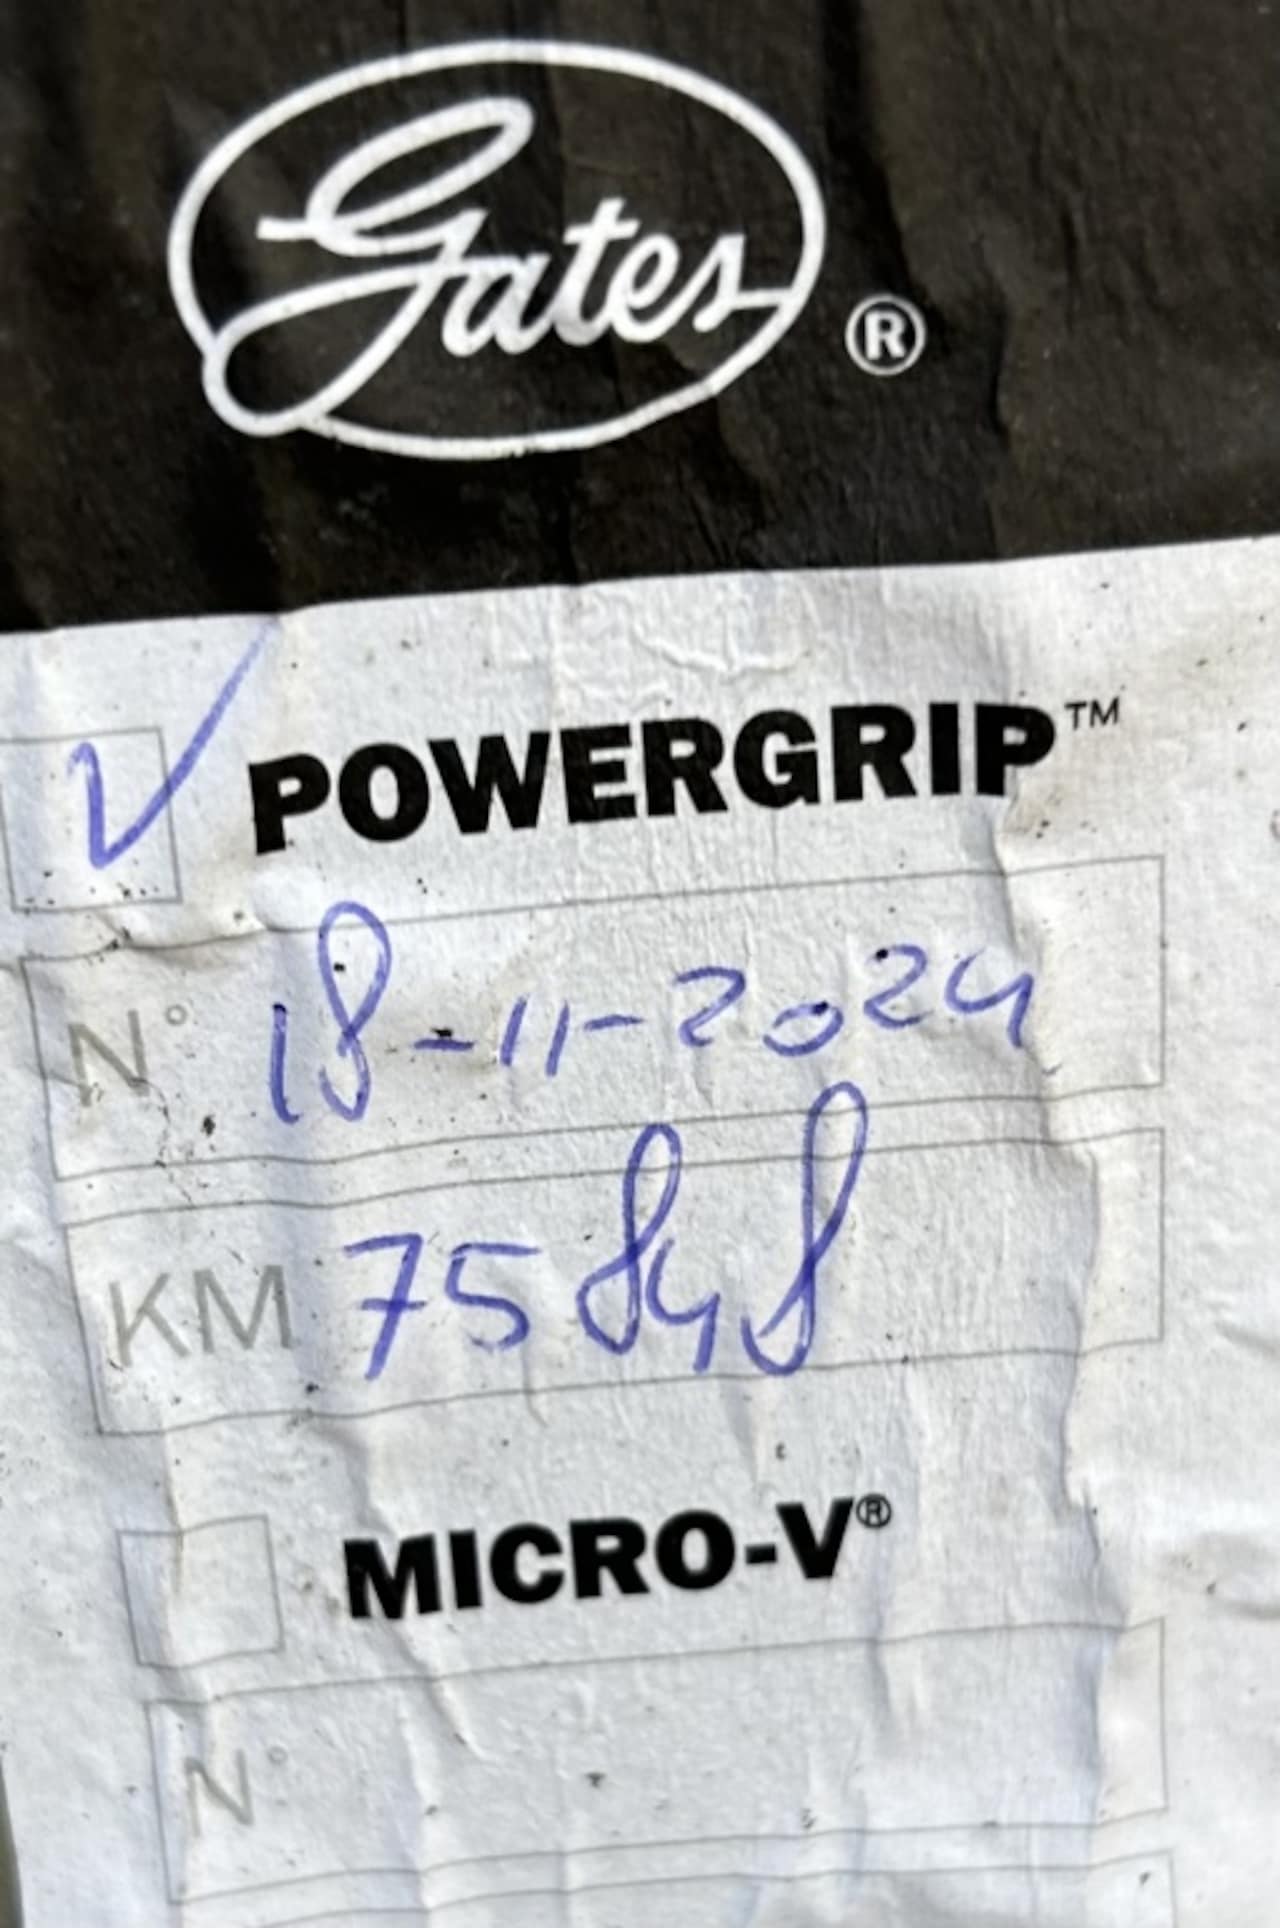 Gates ®
✓ POWERGRIP™
N° 18-11-2024
KM 75848
MICRO-V®
N°